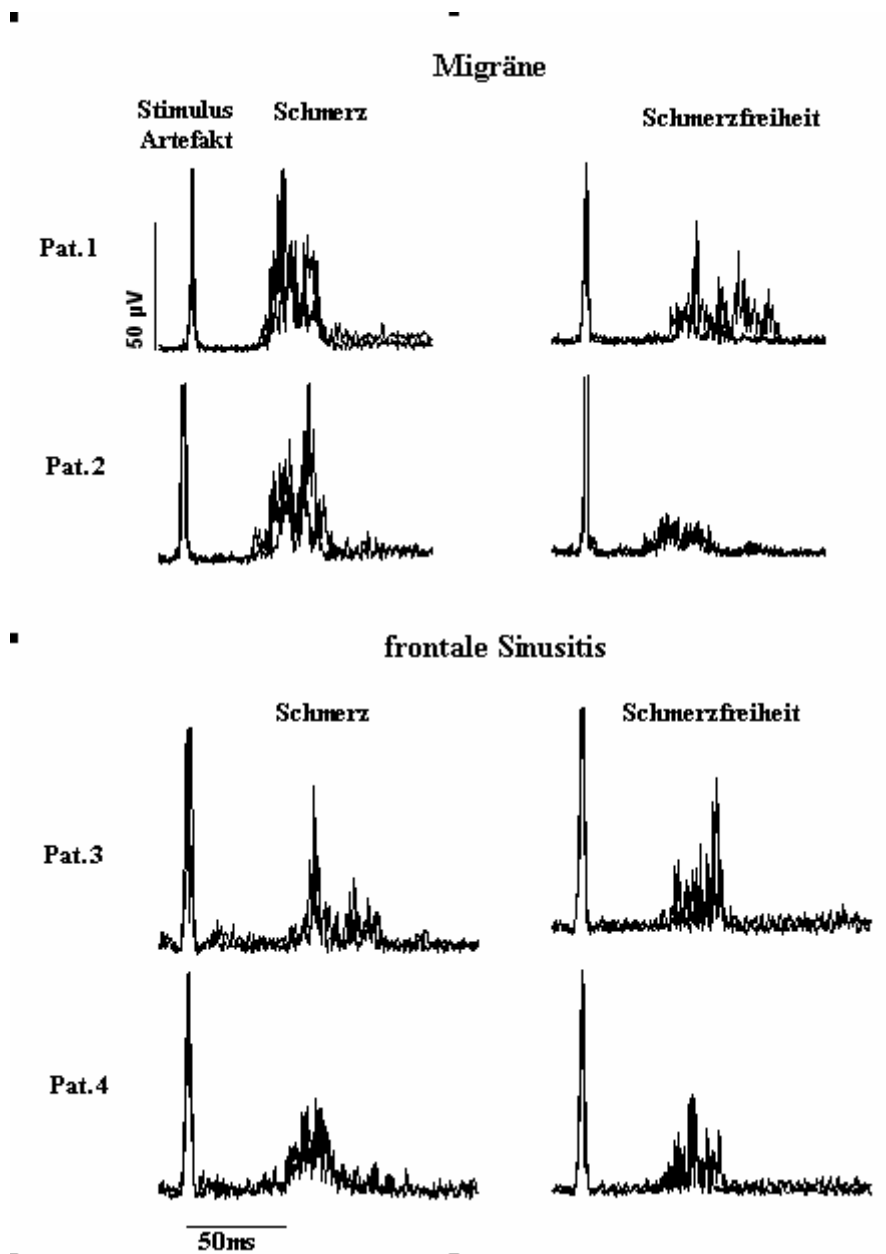 Migräne
Stimulus
Artefakt
Schmerz
Schmerzfreiheit
Pat.1
50 µV
Pat.2
frontale Sinusitis
Schmerz
Schmerzfreiheit
Pat.3
Pat.4
50ms